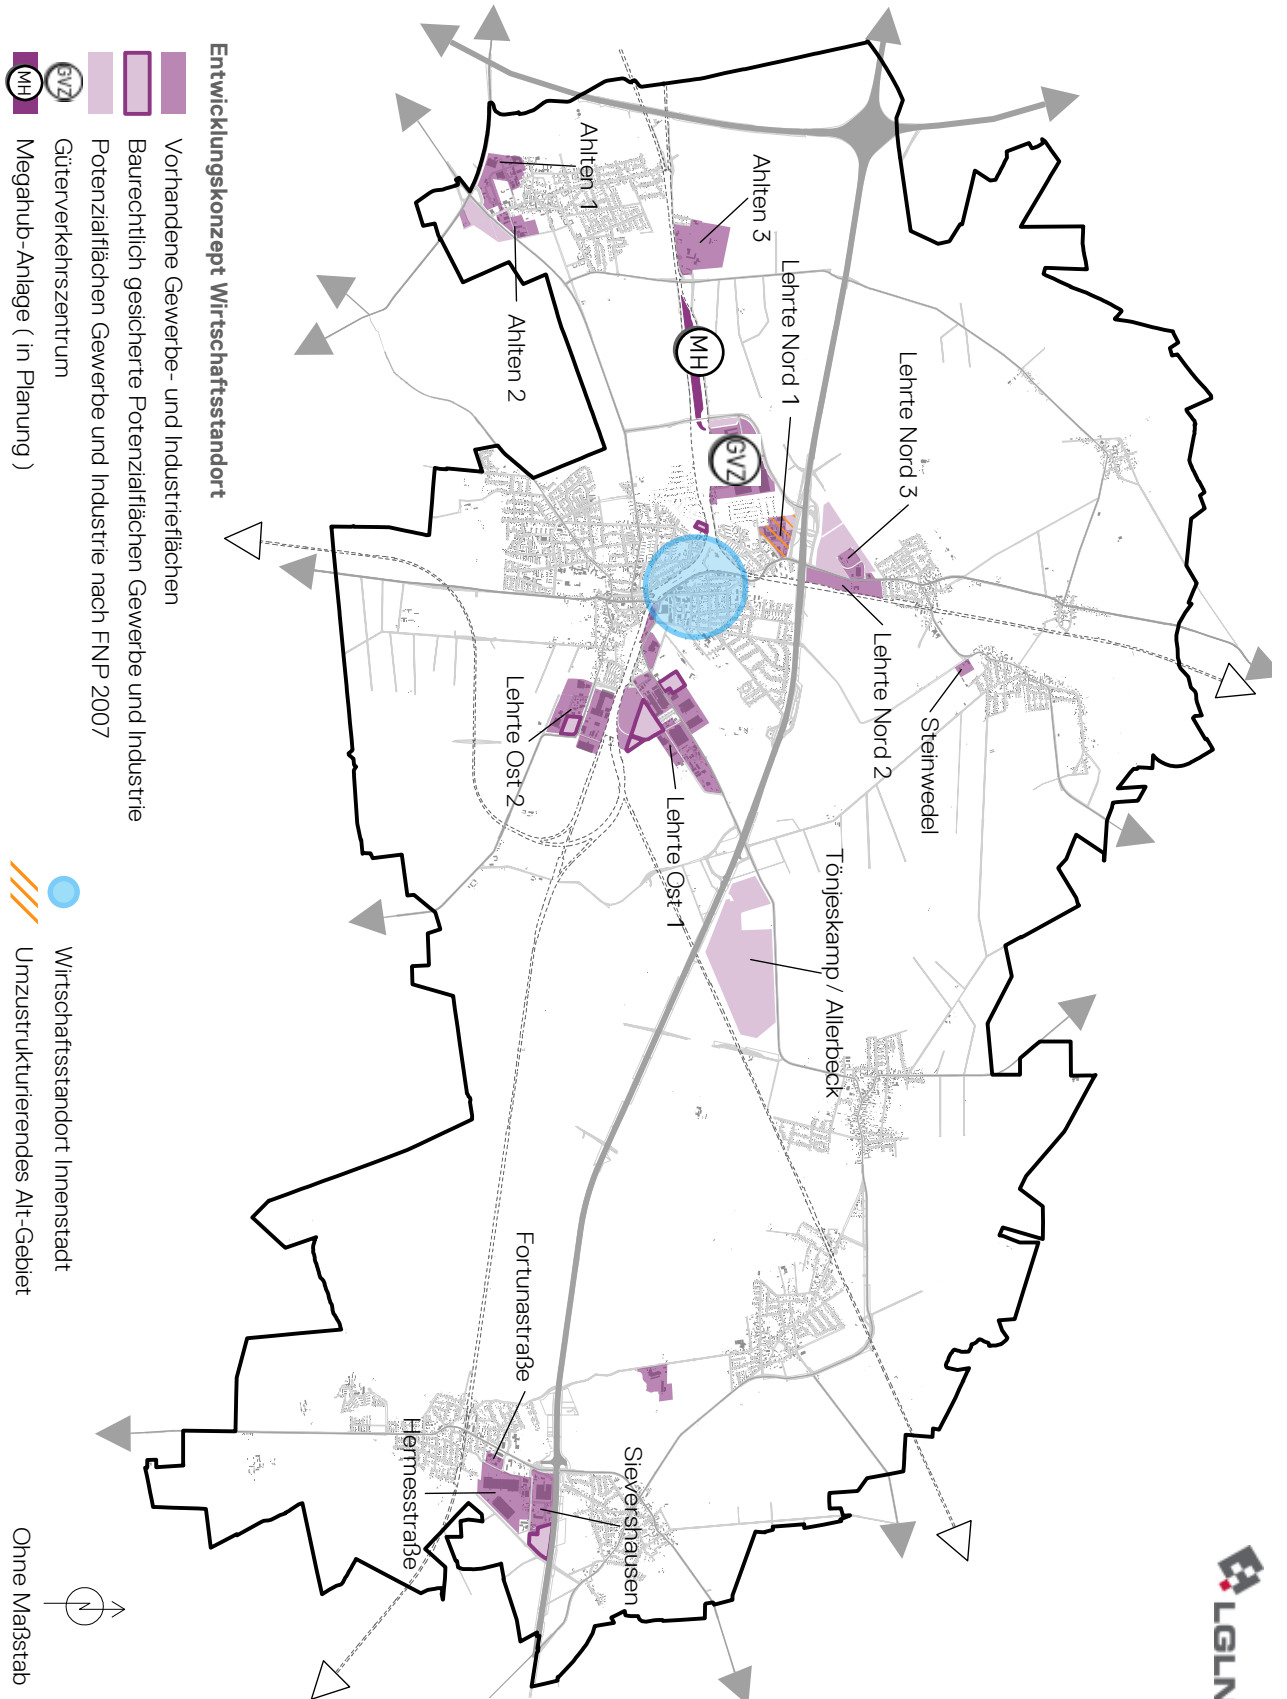 LGLN
Ahlten 1
Ahlten 3
Lehrte Nord 1
Lehrte Nord 3
Ahlten 2
MH
GVZ
Lehrte Nord 2
Steinwedel
Lehrte Ost 2
Lehrte Ost 1
Tönjeskamp / Allerbeck
Fortunastraße
Hermesstraße
Sievershausen
Entwicklungskonzept Wirtschaftsstandort
Vorhandene Gewerbe- und Industrieflächen
Baurechtlich gesicherte Potenzialflächen Gewerbe und Industrie
Potenzialflächen Gewerbe und Industrie nach FNP 2007
GVZ Güterverkehrszentrum
MH Megahub-Anlage ( in Planung )
Wirtschaftsstandort Innenstadt
Umzustrukturierendes Alt-Gebiet
N
Ohne Maßstab